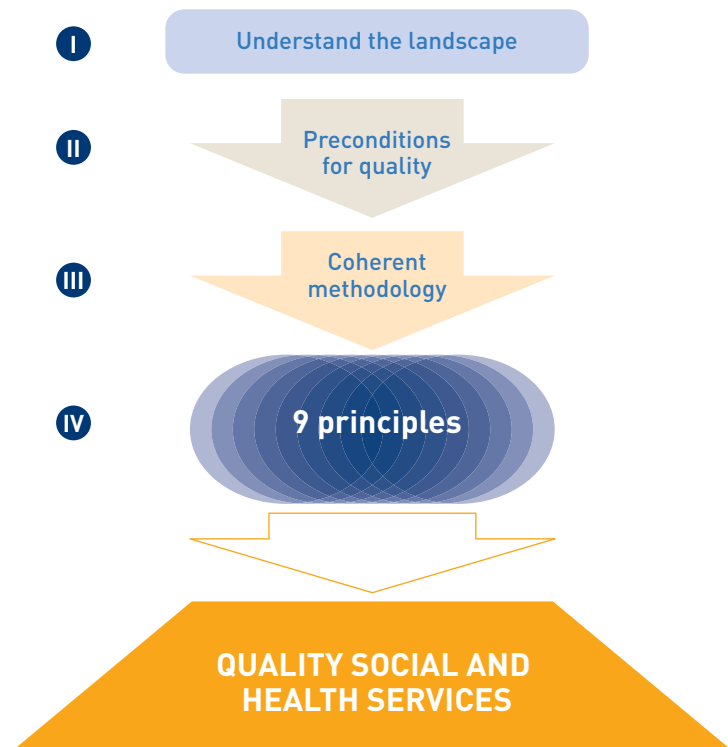 I
Understand the landscape
II
Preconditions
for quality
III
Coherent
methodology
IV
9 principles
QUALITY SOCIAL AND
HEALTH SERVICES